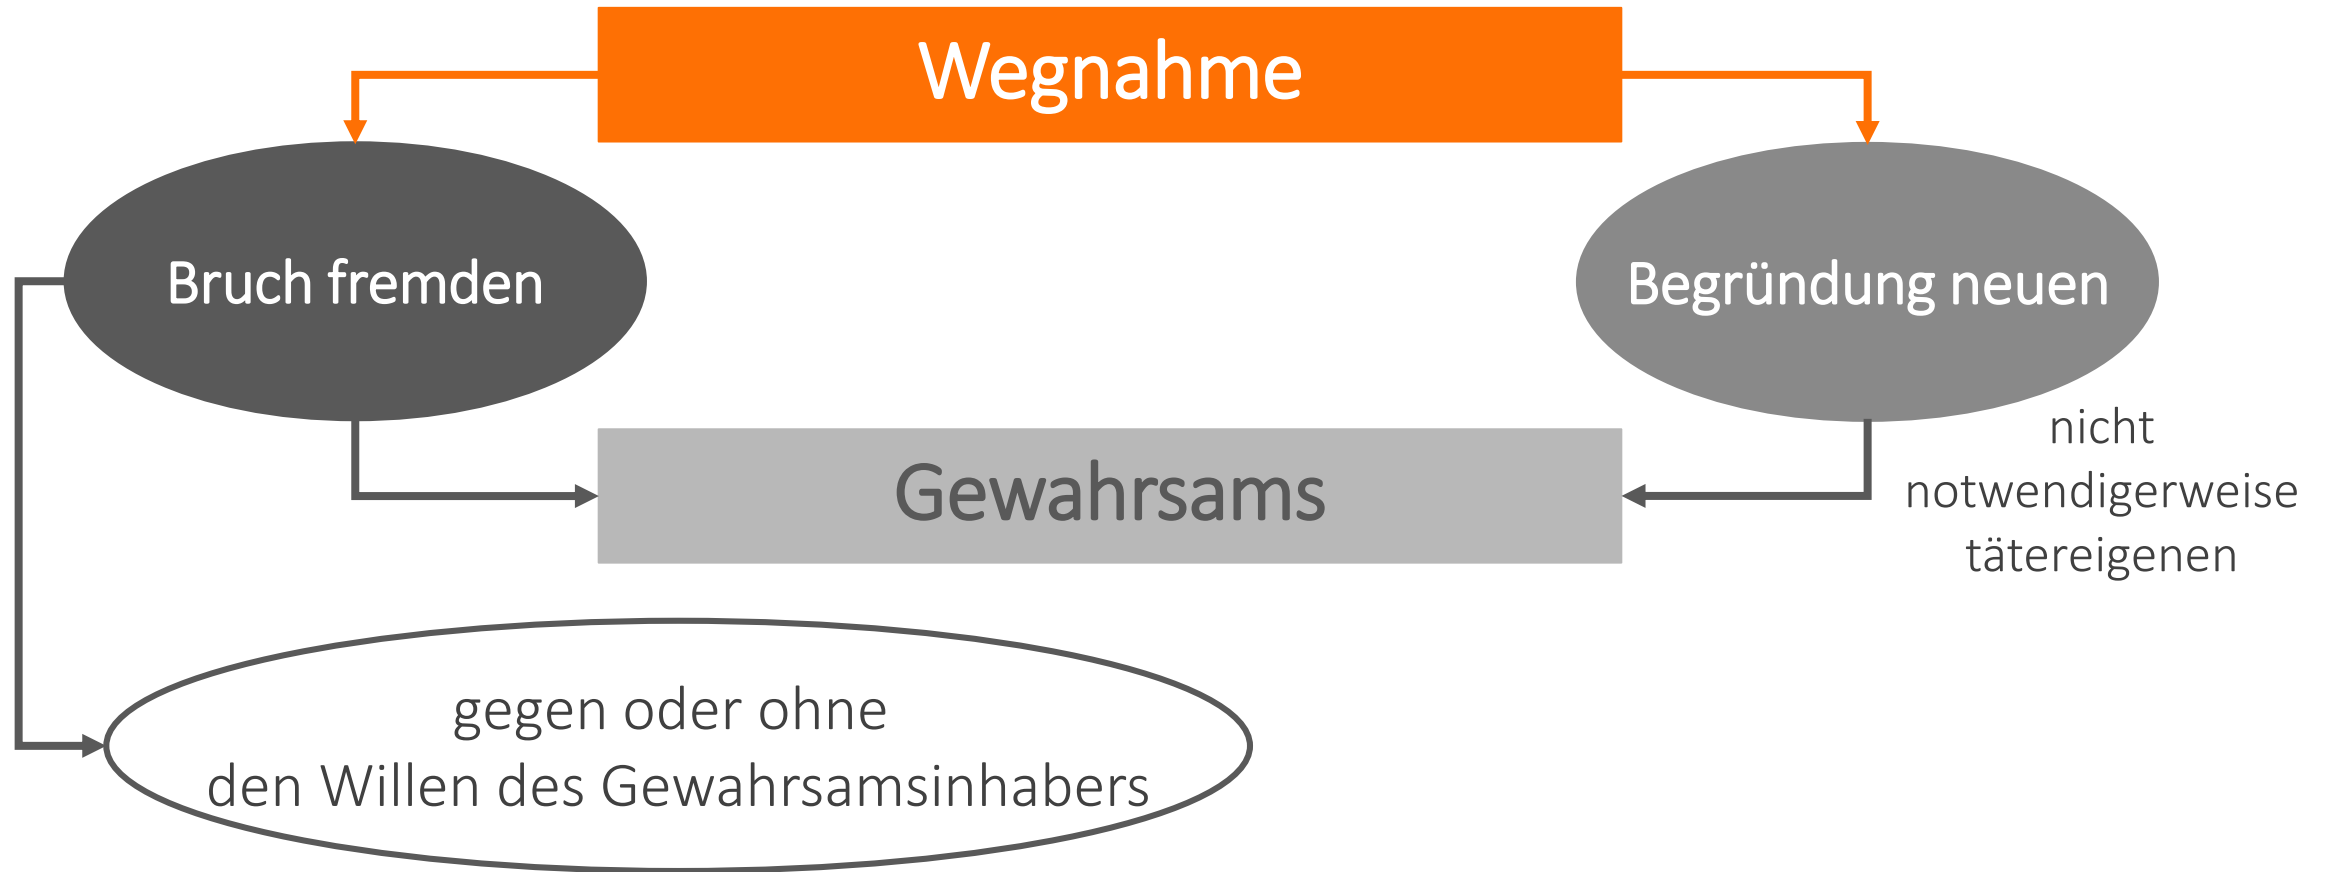 Wegnahme
Bruch fremden
Begründung neuen
Gewahrsams
nicht
notwendigerweise
tätereigenen
gegen oder ohne
den Willen des Gewahrsamsinhabers